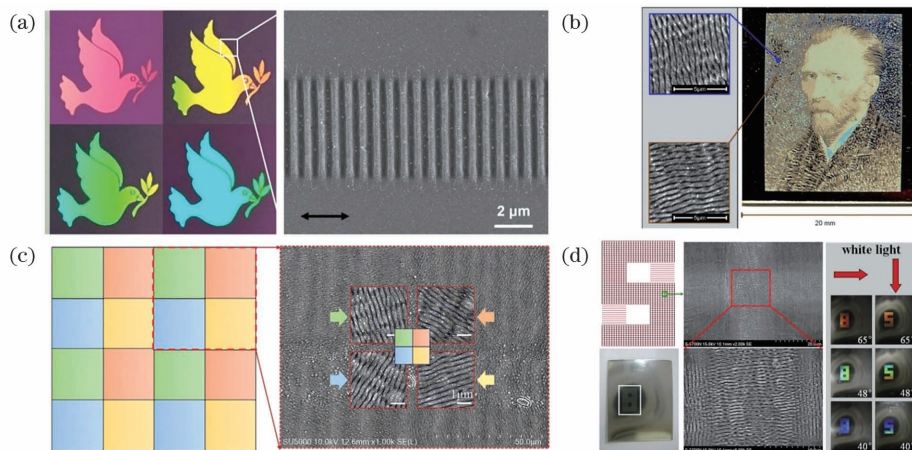 (a)
2 μm
(b)
5μm
5μm
20 mm
(c)
1μm
SU5000 10.0kV 12.6mm x1.00k SE(L)
50.0μm
(d)
white light
65°
65°
48°
48°
40°
40°